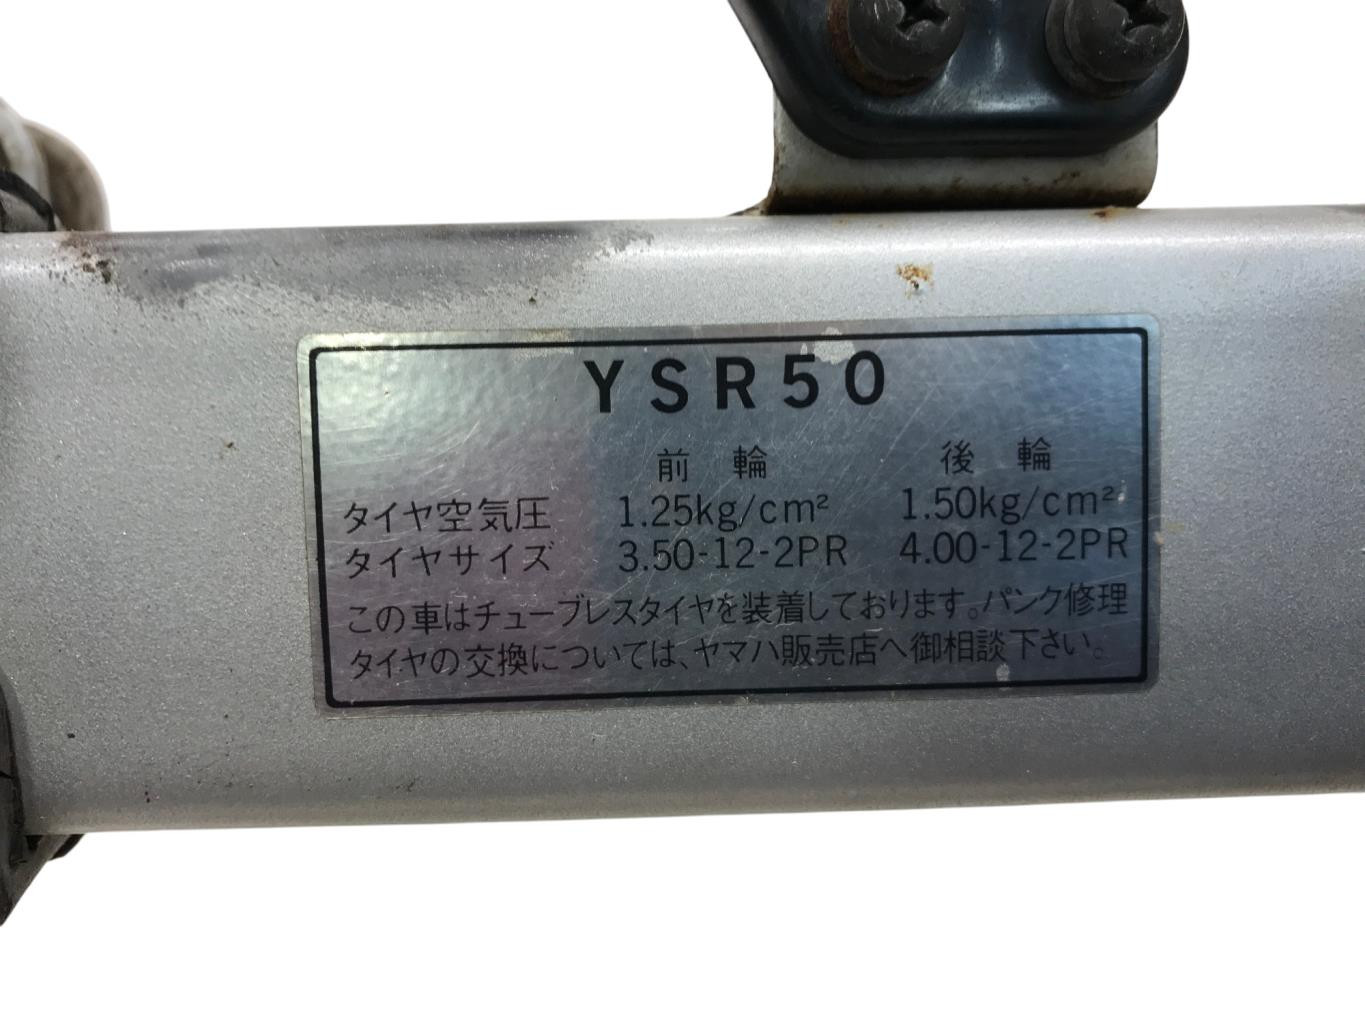 YSR50
前輪 後輪
タイヤ空気圧 1.25kg/cm² 1.50kg/cm²
タイヤサイズ 3.50-12-2PR 4.00-12-2PR
この車はチューブレスタイヤを装着しております。パンク修理
タイヤの交換については、ヤマハ販売店へ御相談下さい。